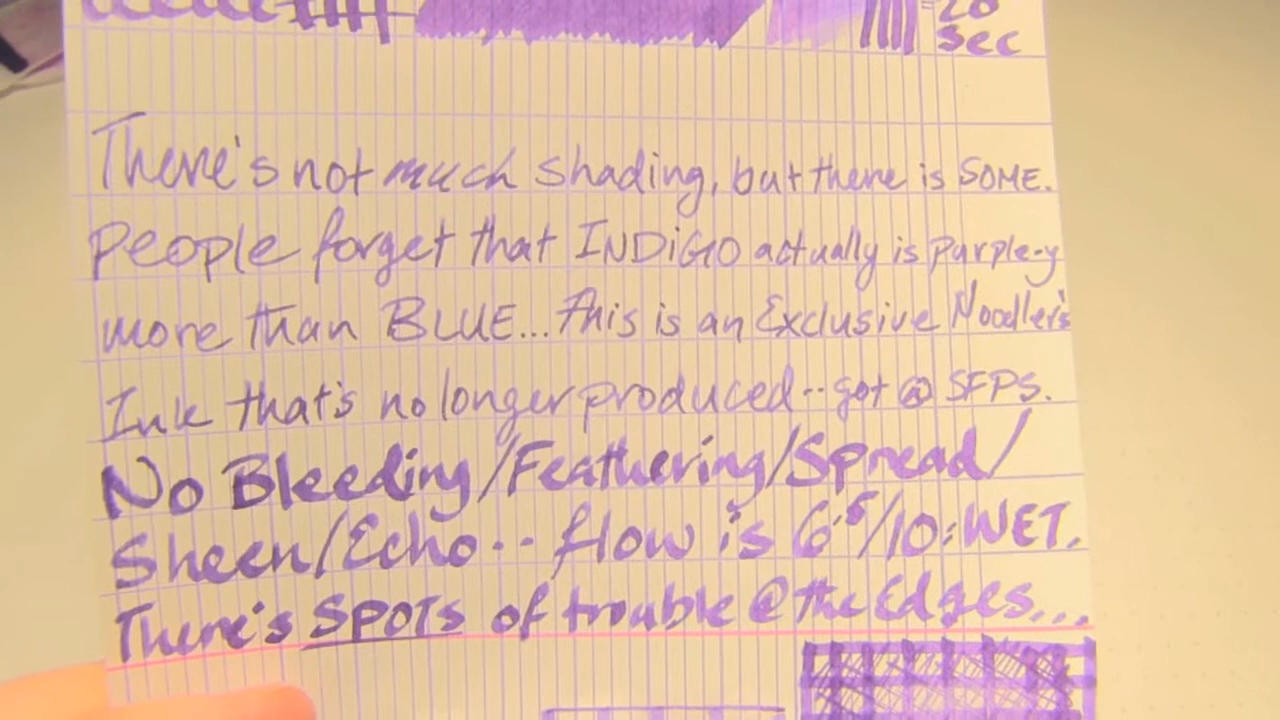 20
sec
There's not much shading, but there is SOME.
People forget that INDiGO actually is purple-y
more than BLUE... This is an Exclusive Noodler's
Ink that's no longer produced -- got @ SFPS.
No Bleeding/Feathering/Spread/
Sheen/Echo -- flow is 6.5/10: WET.
There's SPOTS of trouble @ the Edges...